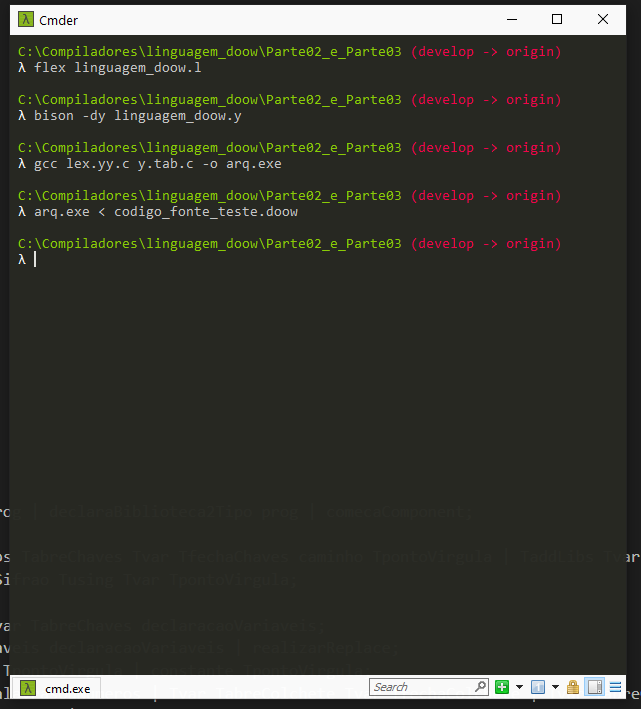 Cmder
C:\Compiladores\linguagem_doow\Parte02_e_Parte03 (develop -> origin)
λ flex linguagem_doow.l
C:\Compiladores\linguagem_doow\Parte02_e_Parte03 (develop -> origin)
λ bison -dy linguagem_doow.y
C:\Compiladores\linguagem_doow\Parte02_e_Parte03 (develop -> origin)
λ gcc lex.yy.c y.tab.c -o arq.exe
C:\Compiladores\linguagem_doow\Parte02_e_Parte03 (develop -> origin)
λ arq.exe < codigo_fonte_teste.doow
C:\Compiladores\linguagem_doow\Parte02_e_Parte03 (develop -> origin)
λ
λ cmd.exe
Search